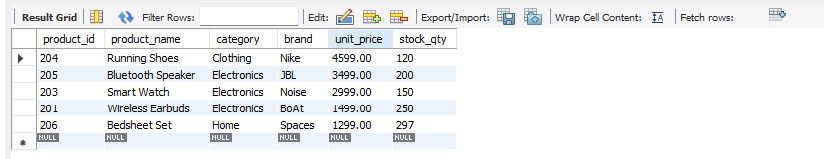 Result Grid Filter Rows: Edit: Export/Import: Wrap Cell Content: Fetch rows:
product_id product_name category brand unit_price stock_qty
204 Running Shoes Clothing Nike 4599.00 120
205 Bluetooth Speaker Electronics JBL 3499.00 200
203 Smart Watch Electronics Noise 2999.00 150
201 Wireless Earbuds Electronics BoAt 1499.00 250
206 Bedsheet Set Home Spaces 1299.00 297
NULL NULL NULL NULL NULL NULL